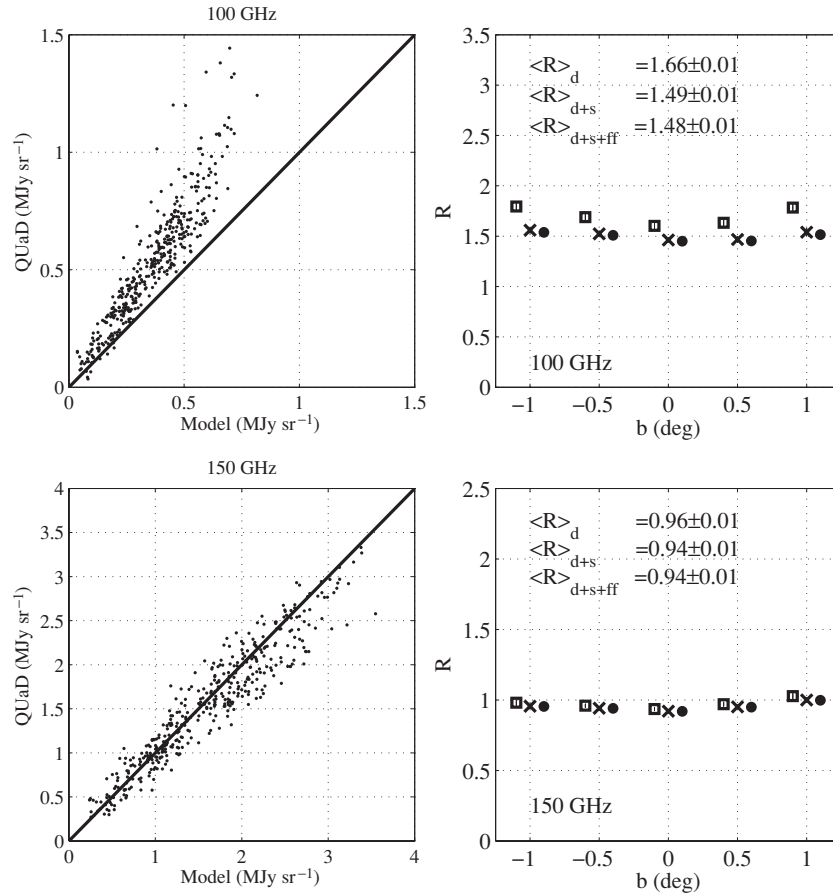 100 GHz
1.5
1
0.5
0
QUaD (MJy sr⁻¹)
0
0.5
1
1.5
Model (MJy sr⁻¹)
3.5
3
2.5
2
1.5
1
0.5
0
R
<R>_d =1.66±0.01
<R>_{d+s} =1.49±0.01
<R>_{d+s+ff} =1.48±0.01
100 GHz
−1
−0.5
0
0.5
1
b (deg)
150 GHz
4
3.5
3
2.5
2
1.5
1
0.5
0
QUaD (MJy sr⁻¹)
0
1
2
3
4
Model (MJy sr⁻¹)
2.5
2
1.5
1
0.5
0
R
<R>_d =0.96±0.01
<R>_{d+s} =0.94±0.01
<R>_{d+s+ff} =0.94±0.01
150 GHz
−1
−0.5
0
0.5
1
b (deg)